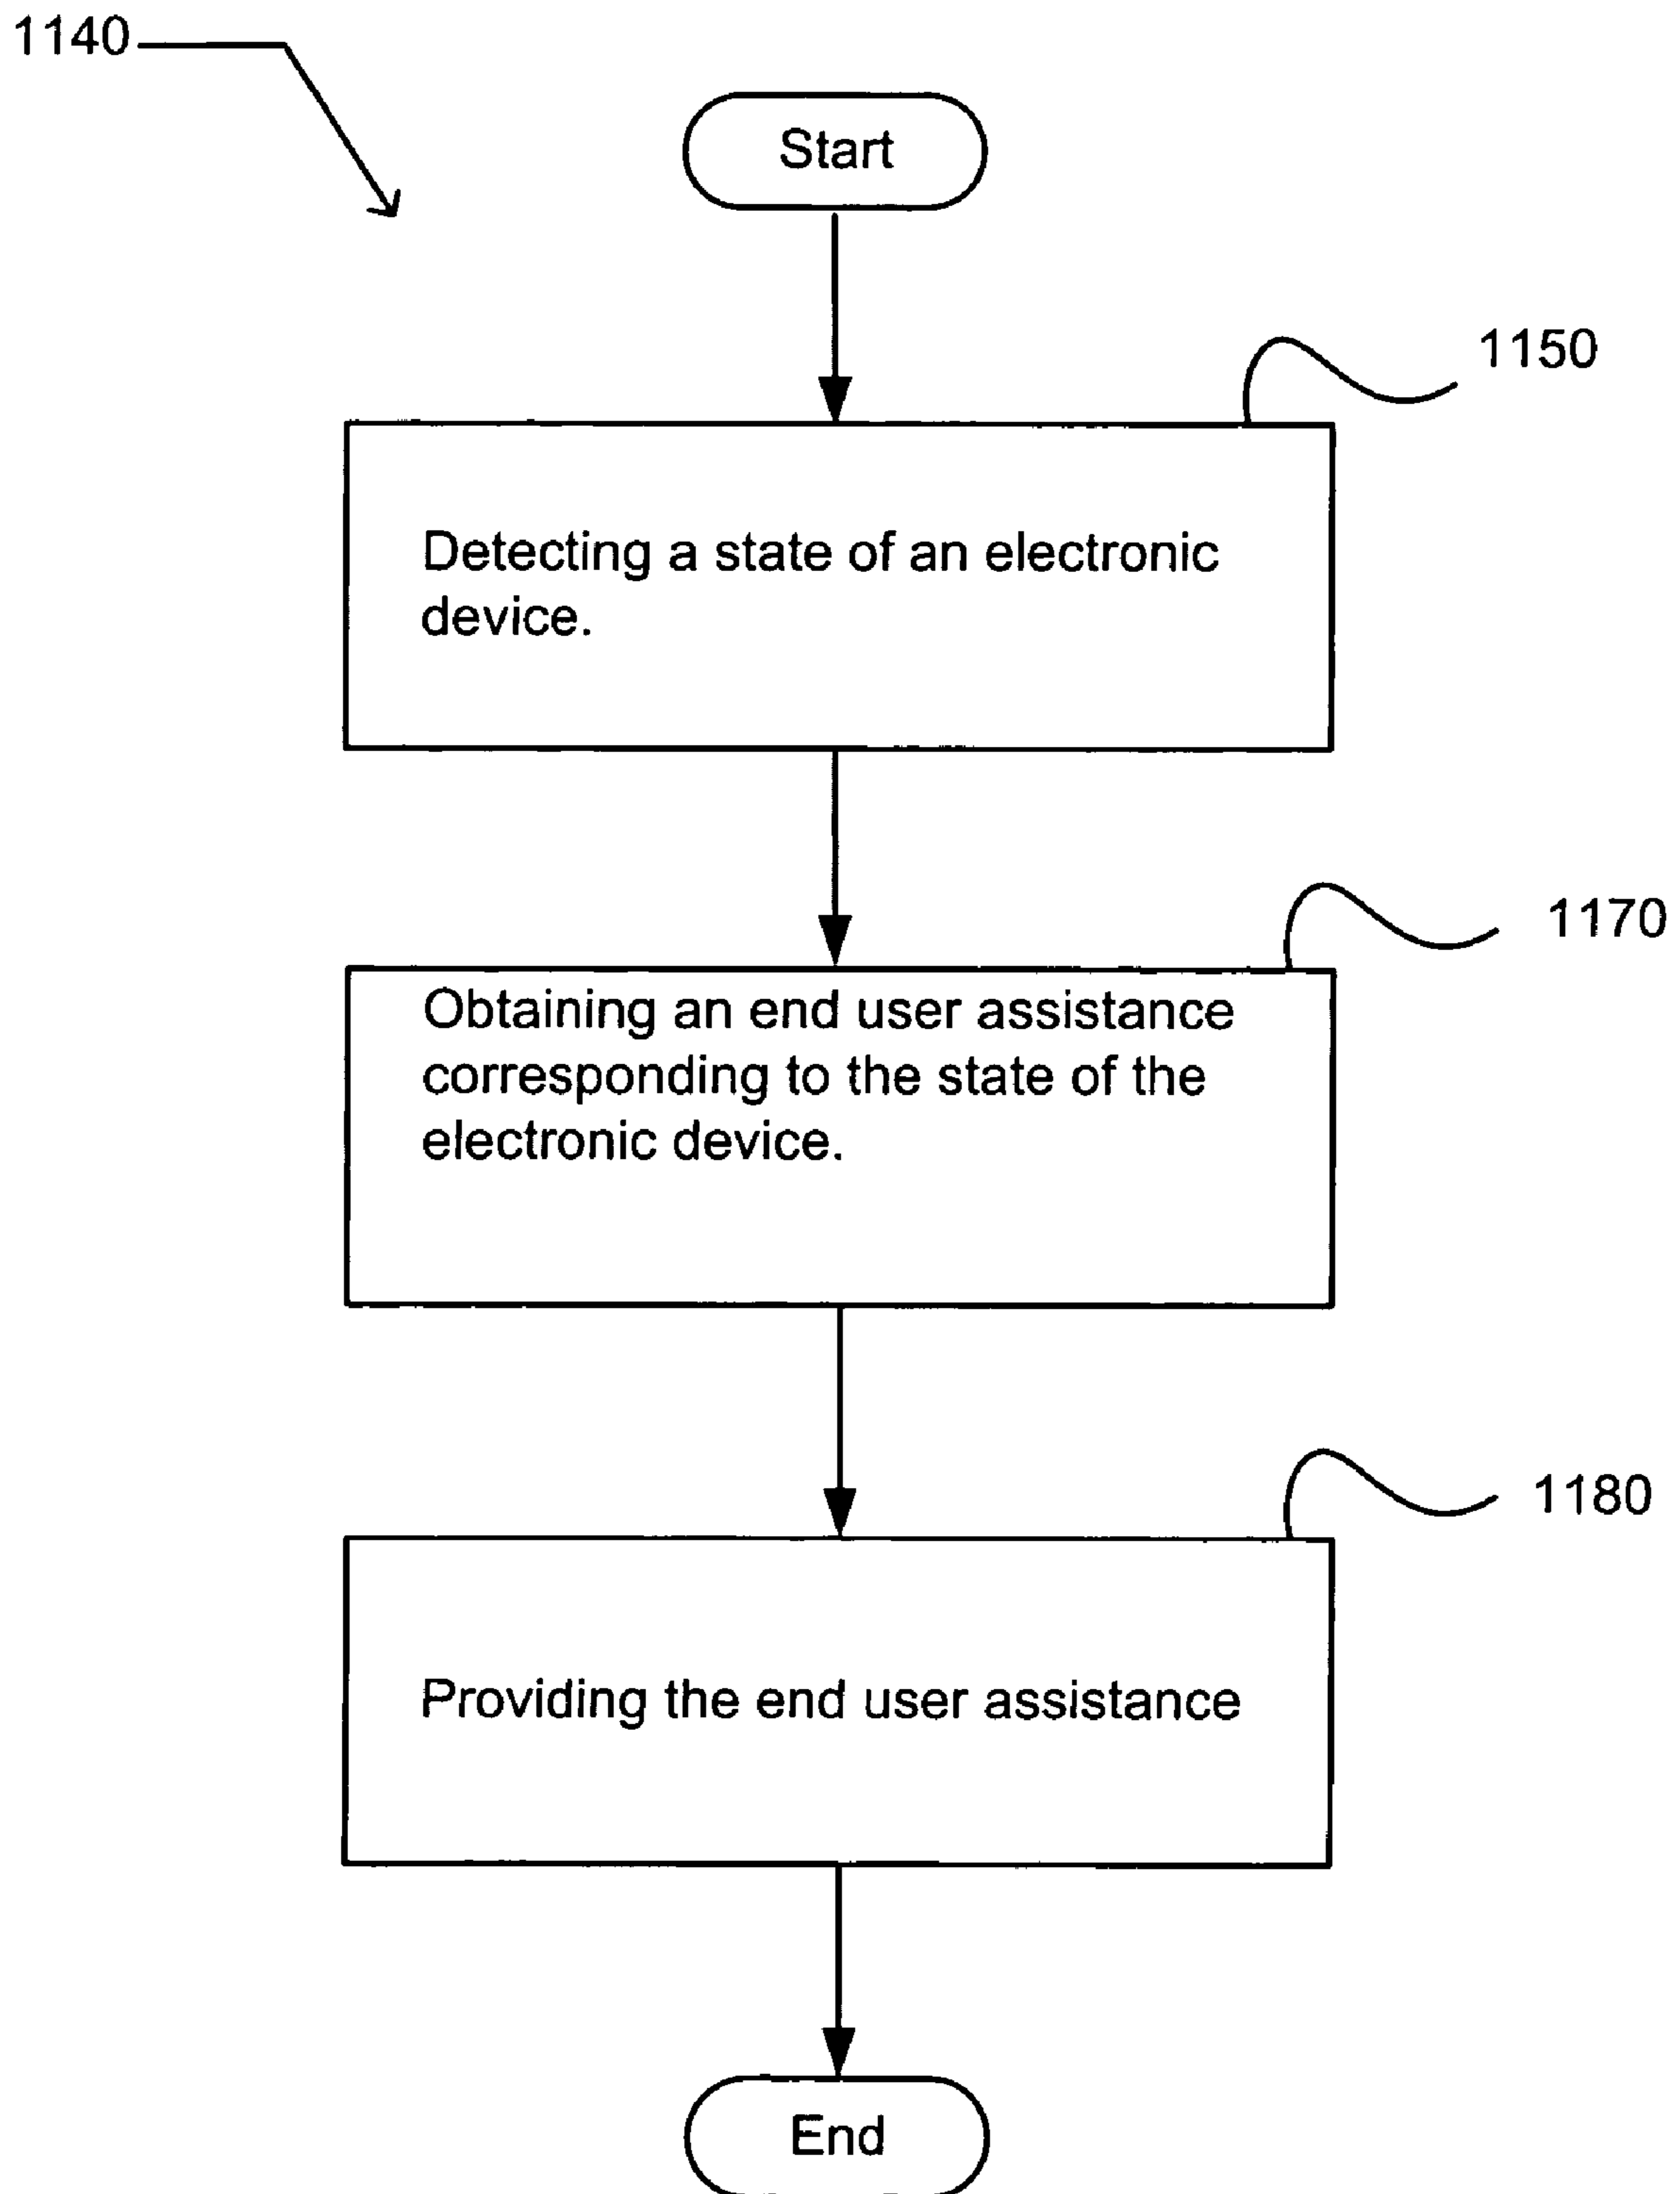 1140
Start
1150
Detecting a state of an electronic
device.
1170
Obtaining an end user assistance
corresponding to the state of the
electronic device.
1180
Providing the end user assistance
End